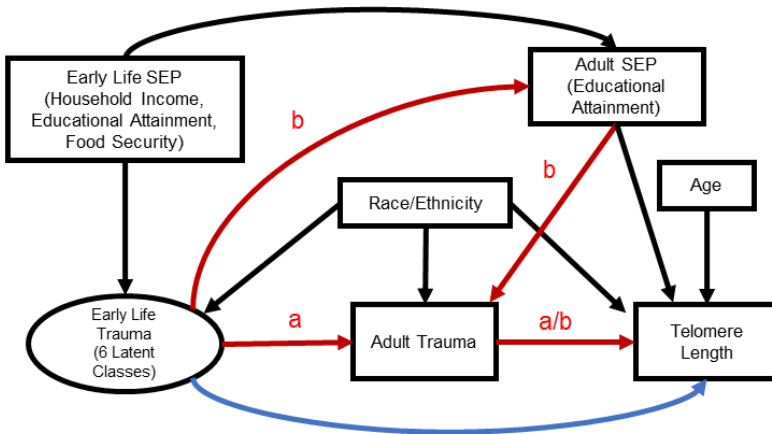 Early Life SEP
(Household Income,
Educational Attainment,
Food Security)
Adult SEP
(Educational
Attainment)
b
b
Race/Ethnicity
Age
Early Life
Trauma
(6 Latent
Classes)
a
Adult Trauma
a/b
Telomere
Length